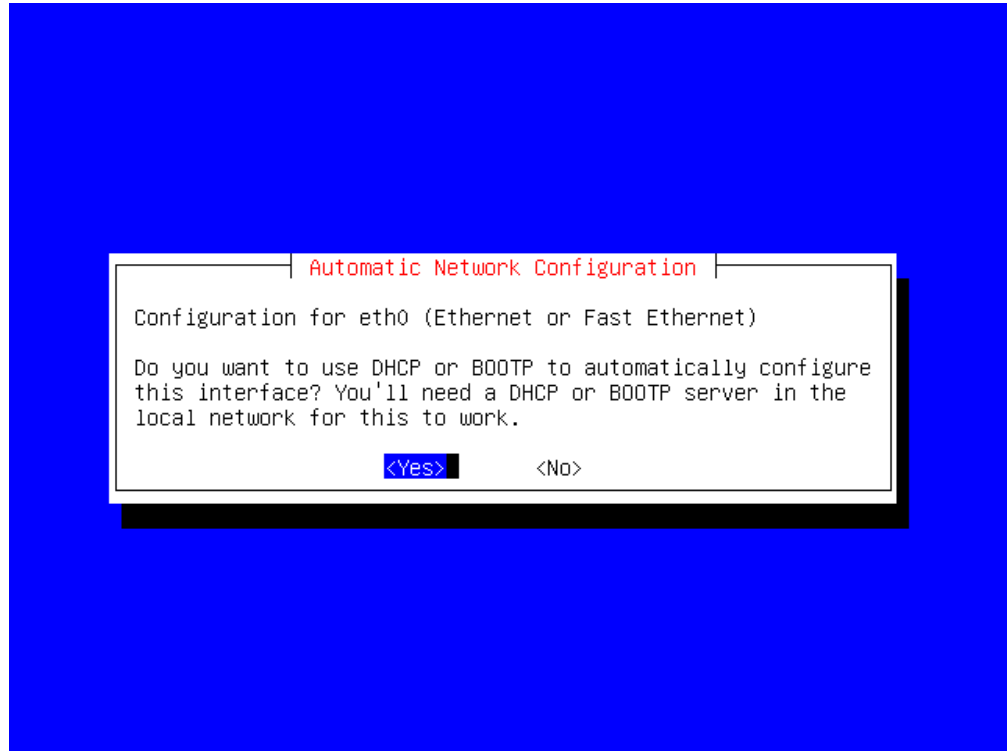 Automatic Network Configuration
Configuration for eth0 (Ethernet or Fast Ethernet)
Do you want to use DHCP or BOOTP to automatically configure
this interface? You'll need a DHCP or BOOTP server in the
local network for this to work.
<Yes> <No>